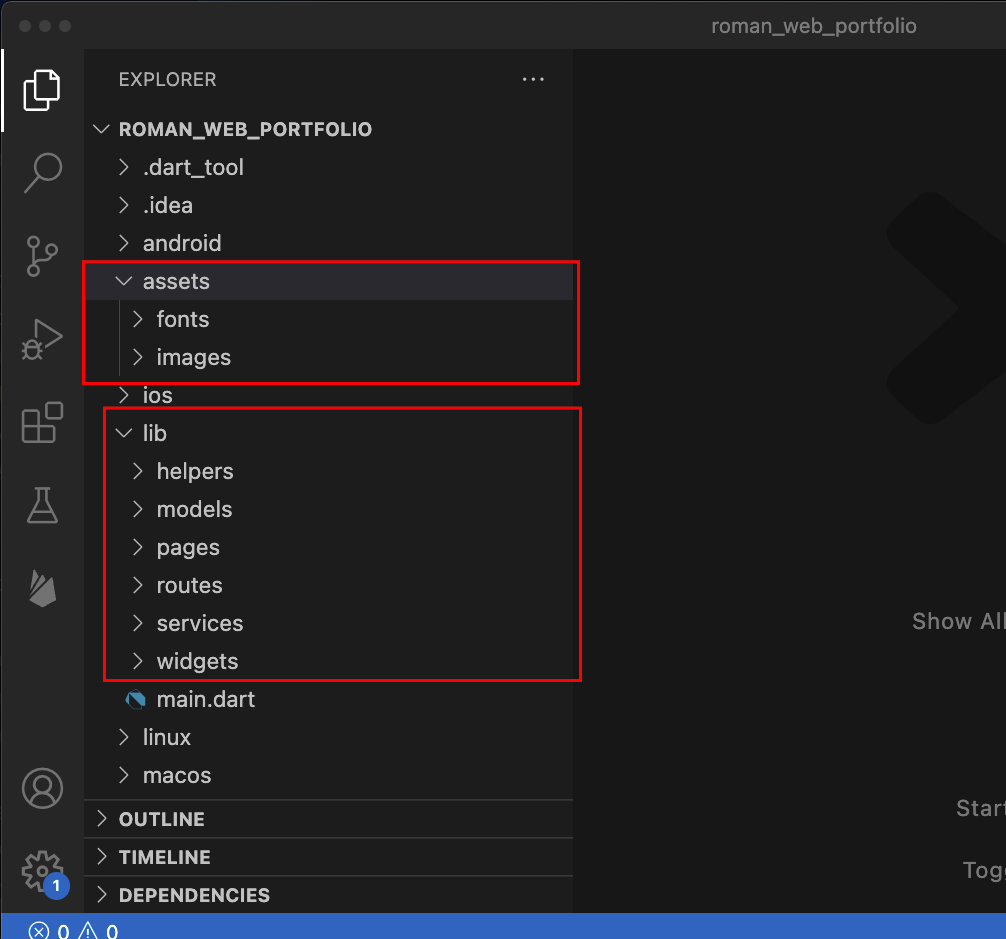 roman_web_portfolio
EXPLORER
ROMAN_WEB_PORTFOLIO
.dart_tool
.idea
android
assets
fonts
images
ios
lib
helpers
models
pages
routes
services
widgets
main.dart
linux
macos
OUTLINE
TIMELINE
DEPENDENCIES
1
0 0
Show All
Start
Togg